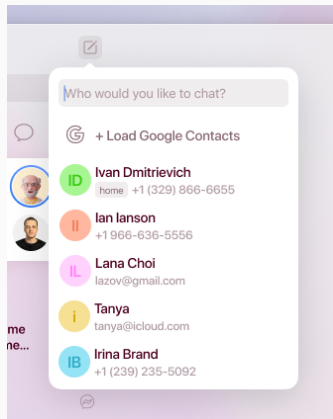 Who would you like to chat?
+ Load Google Contacts
ID
Ivan Dmitrievich
home +1 (329) 866-6655
II
Ian Ianson
+1 966-636-5556
IL
Lana Choi
lazov@gmail.com
i
Tanya
tanya@icloud.com
IB
Irina Brand
+1 (239) 235-5092
me
me...